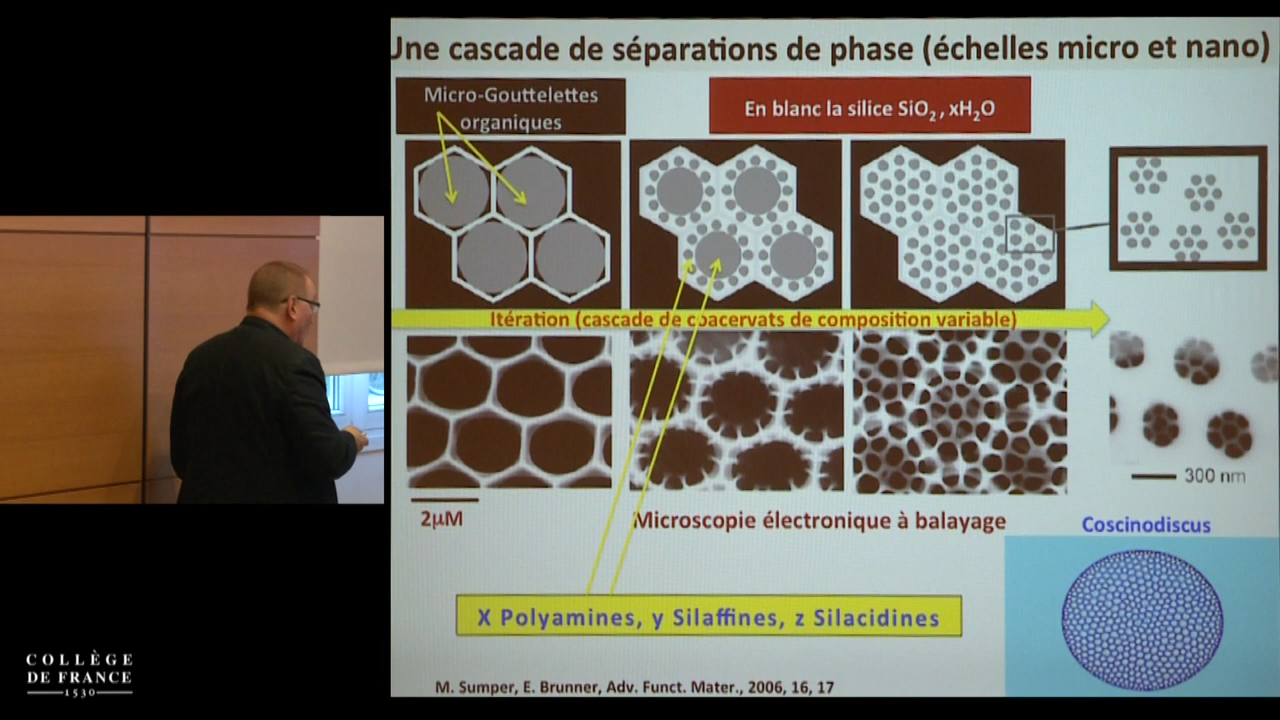 Une cascade de séparations de phase (échelles micro et nano)
Micro-Gouttelettes
organiques
En blanc la silice SiO₂, xH₂O
Itération (cascade de coacervats de composition variable)
300 nm
2µM
Microscopie électronique à balayage
Coscinodiscus
X Polyamines, y Silaffines, z Silacidines
M. Sumper, E. Brunner, Adv. Funct. Mater., 2006, 16, 17
COLLÈGE
DE FRANCE
1530